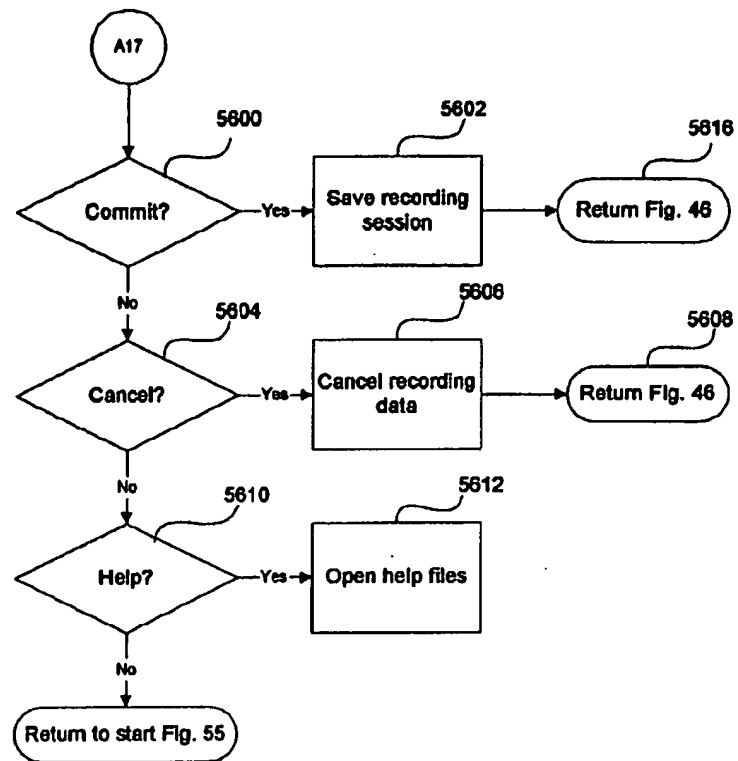 A17
5600
5602
5616
Commit?
Yes
Save recording
session
Return Fig. 46
No
5604
5606
5608
Cancel?
Yes
Cancel recording
data
Return Fig. 46
No
5610
5612
Help?
Yes
Open help files
No
Return to start Fig. 55